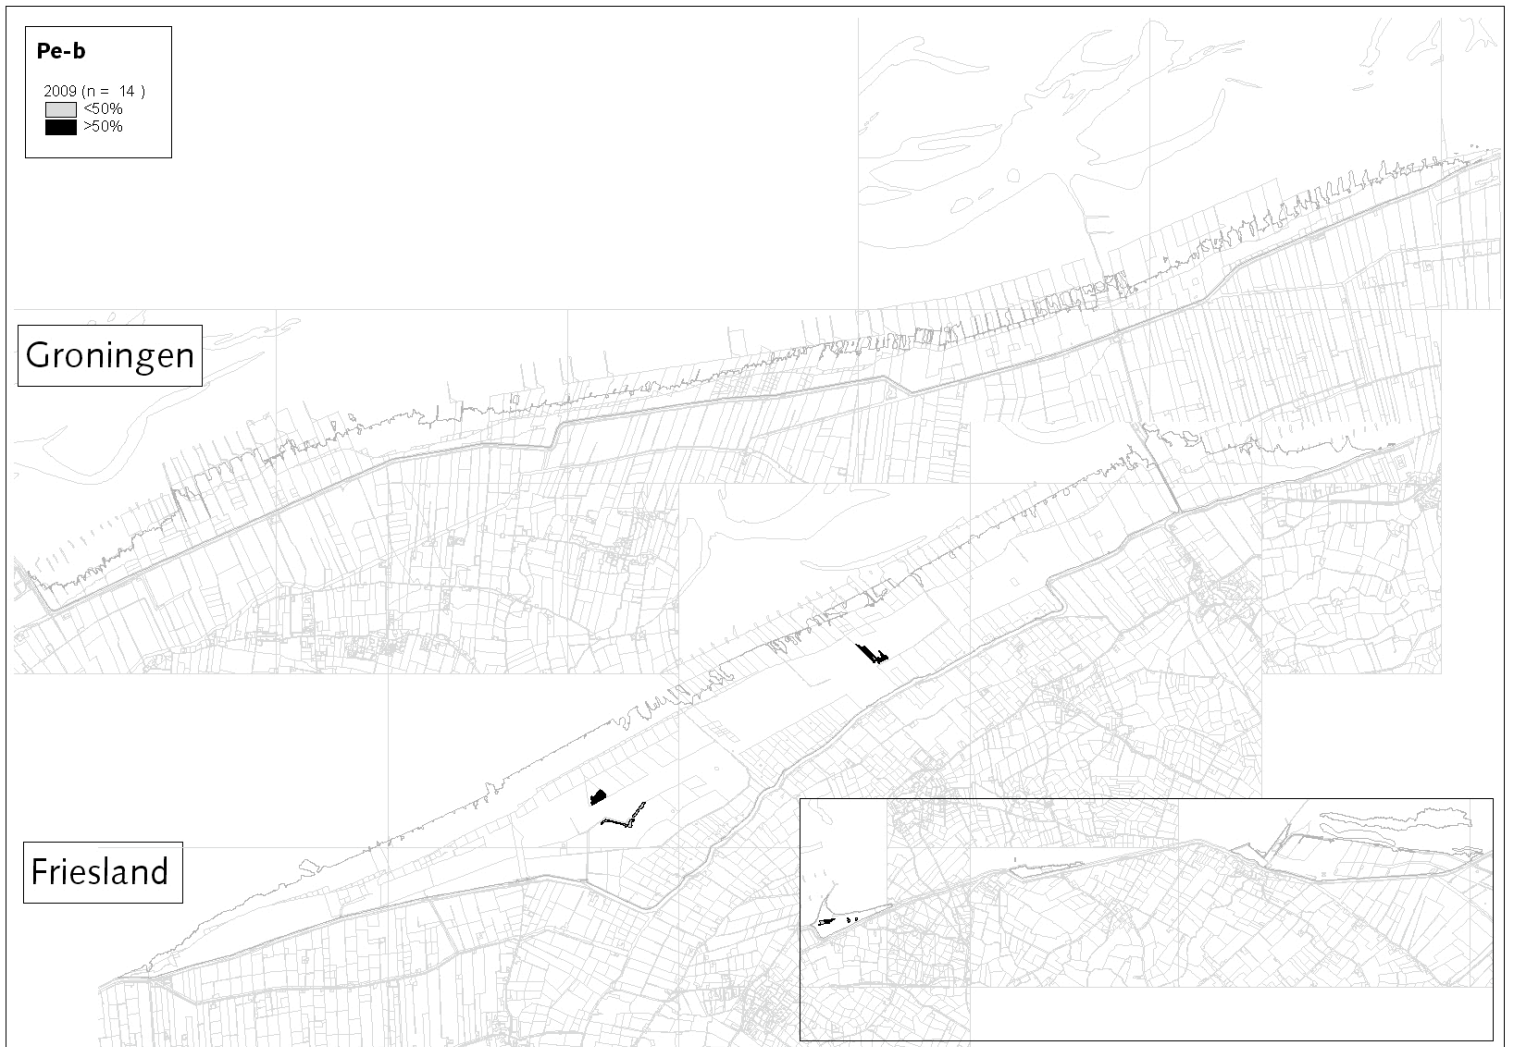 Pe-b
2009 (n = 14 )
<50%
>50%
Groningen
Friesland